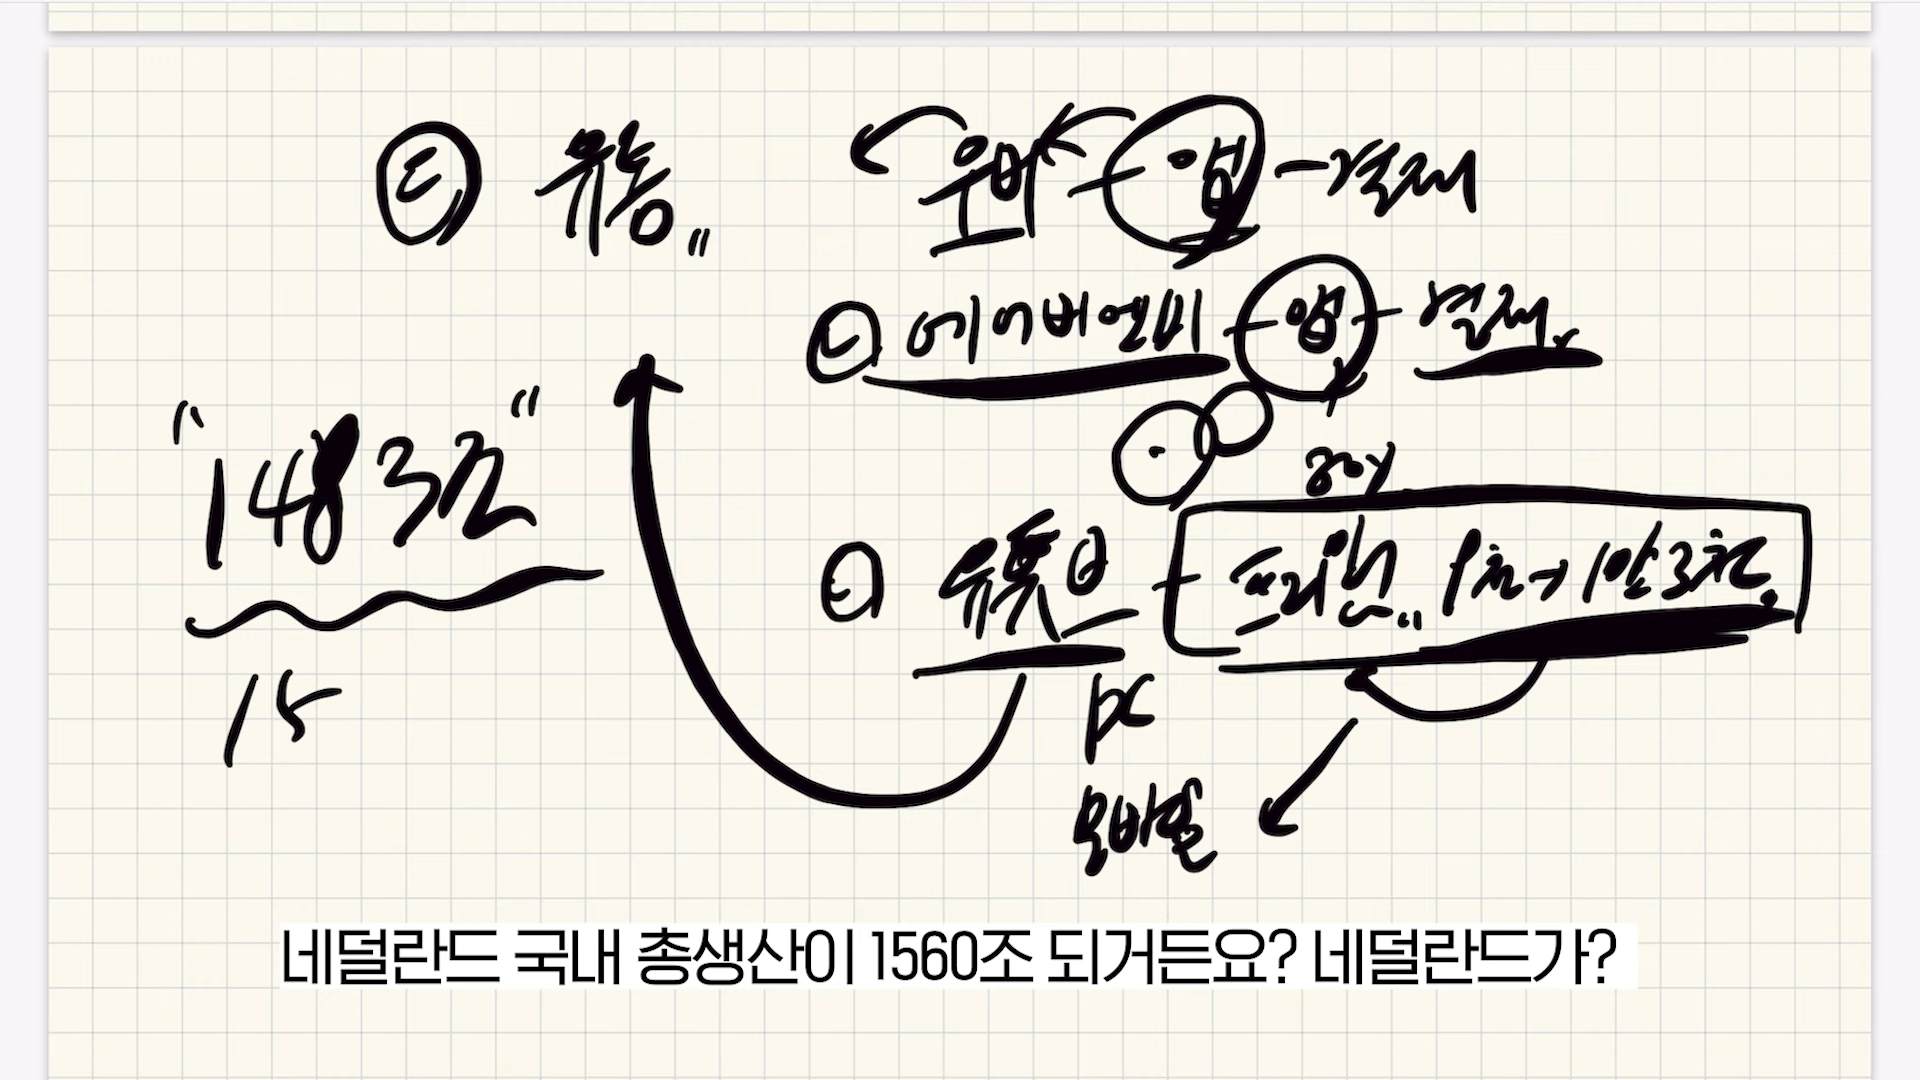 ㄷ 유통"
우버 - 앱 - 결제
ㄴ 에어버엔비 - 앱 - 결제.
"1483조"
ㄷ 유튜브 - 프리미엄" 1천 → 1만 3천.
15
PC
모바일
네덜란드 국내 총생산이 1560조 되거든요? 네덜란드가?